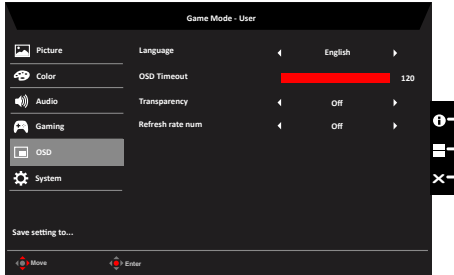 Game Mode - User
Picture
Language
English
Color
OSD Timeout
120
Audio
Transparency
Off
Gaming
Refresh rate num
Off
OSD
System
Save setting to...
Move
Enter